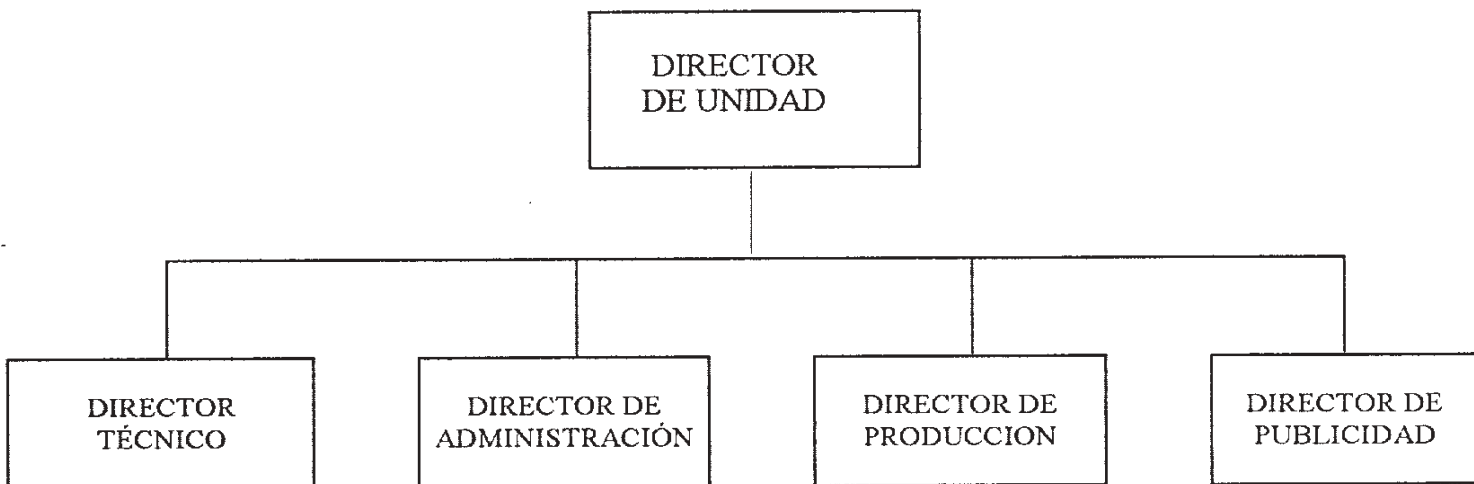 DIRECTOR
DE UNIDAD
DIRECTOR
TÉCNICO
DIRECTOR DE
ADMINISTRACIÓN
DIRECTOR DE
PRODUCCION
DIRECTOR DE
PUBLICIDAD